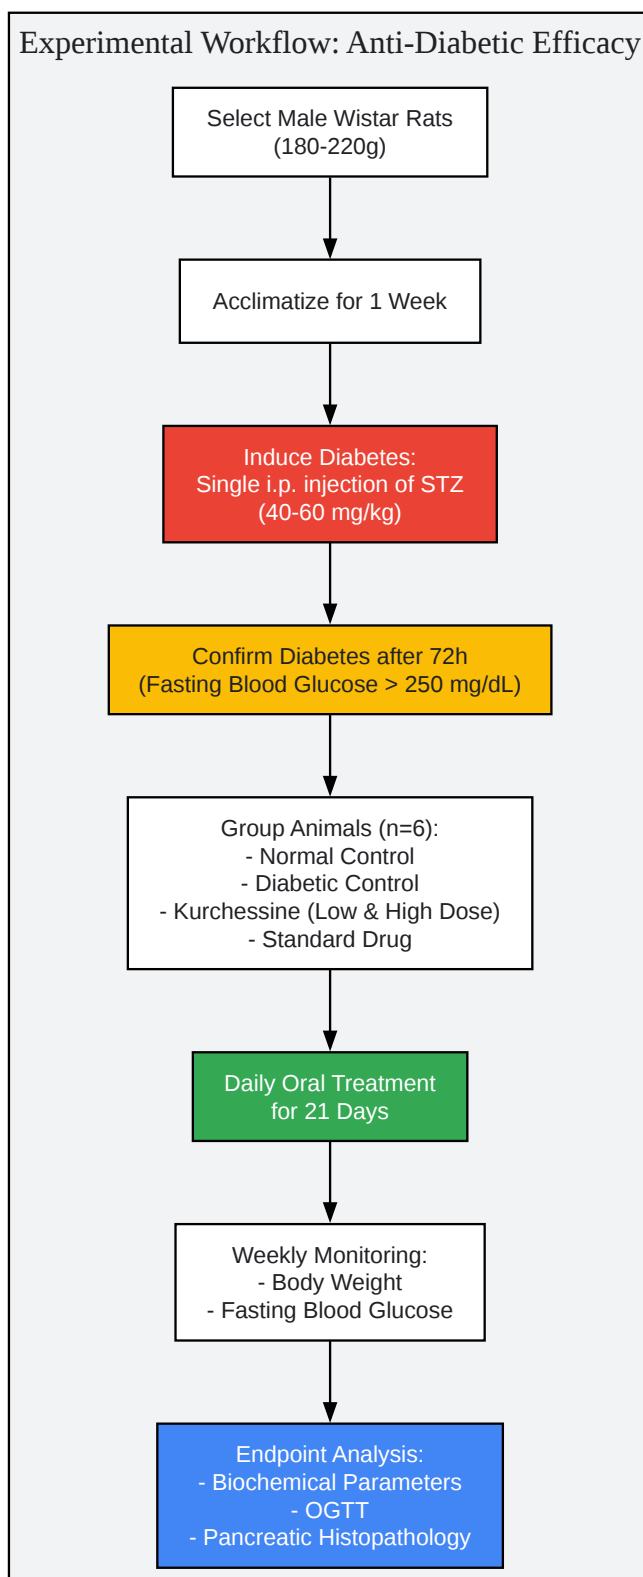 Experimental Workflow: Anti-Diabetic Efficacy
Select Male Wistar Rats
(180-220g)
Acclimatize for 1 Week
Induce Diabetes:
Single i.p. injection of STZ
(40-60 mg/kg)
Confirm Diabetes after 72h
(Fasting Blood Glucose > 250 mg/dL)
Group Animals (n=6):
- Normal Control
- Diabetic Control
- Kurchessine (Low & High Dose)
- Standard Drug
Daily Oral Treatment
for 21 Days
Weekly Monitoring:
- Body Weight
- Fasting Blood Glucose
Endpoint Analysis:
- Biochemical Parameters
- OGTT
- Pancreatic Histopathology